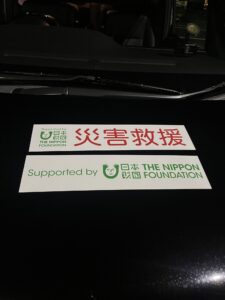 日本財団
THE NIPPON
FOUNDATION
災害救援
Supported by
日本財団
THE NIPPON
FOUNDATION